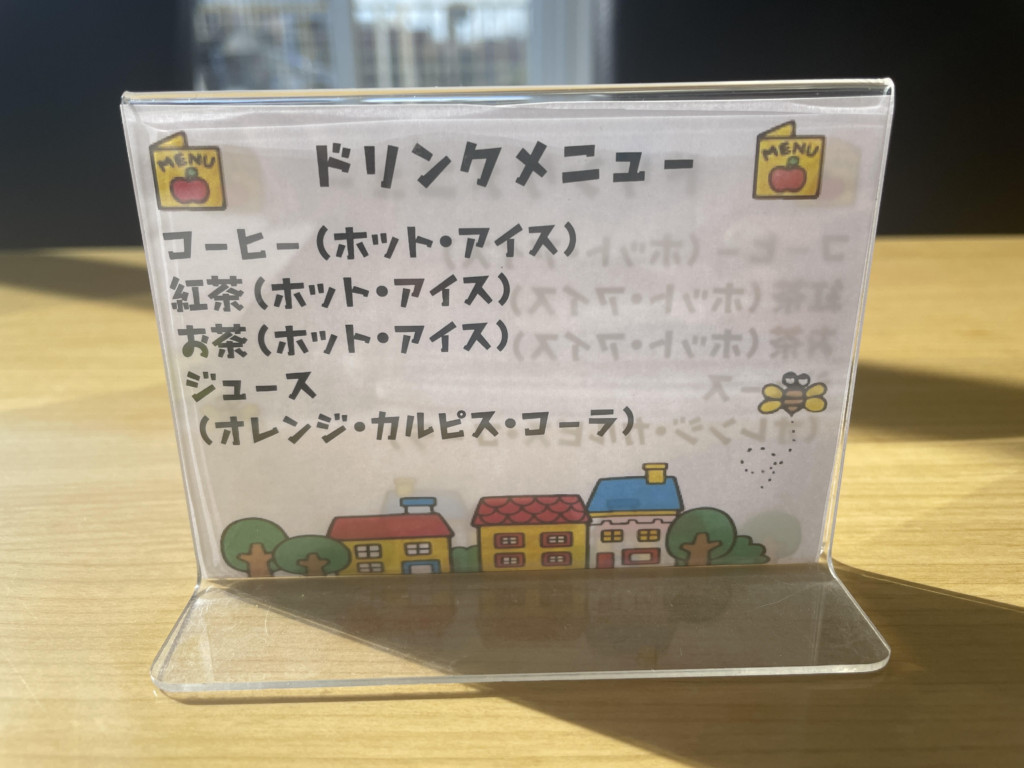 MENU
ドリンクメニュー
MENU
コーヒー(ホット・アイス)
紅茶(ホット・アイス)
お茶(ホット・アイス)
ジュース
(オレンジ・カルピス・コーラ)